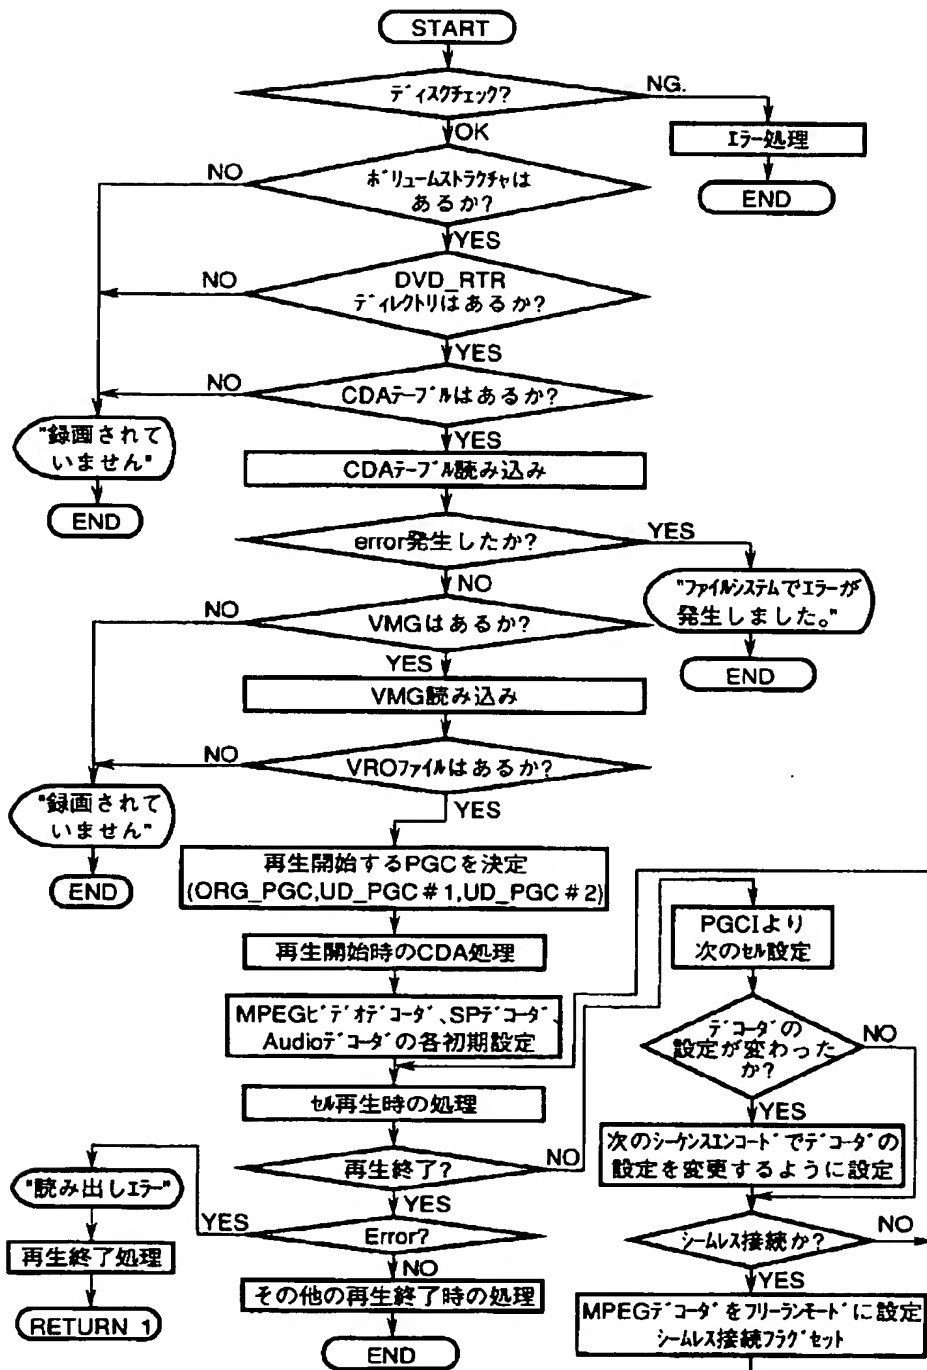 START
ディスクチェック?
NG.
OK
エラー処理
END
NO
ボリュームストラクチャは
あるか?
YES
NO
DVD_RTR
ディレクトリはあるか?
YES
NO
CDAテーブルはあるか?
YES
"録画されて
いません"
END
CDAテーブル読み込み
error発生したか?
YES
NO
"ファイルシステムでエラーが
発生しました。"
END
NO
VMGはあるか?
YES
VMG読み込み
NO
VROファイルはあるか?
YES
"録画されて
いません"
END
再生開始するPGCを決定
(ORG_PGC,UD_PGC#1,UD_PGC#2)
再生開始時のCDA処理
MPEGビデオデコーダ、SPデコーダ、
Audioデコーダの各初期設定
セル再生時の処理
再生終了?
NO
YES
Error?
YES
NO
"読み出しエラー"
再生終了処理
RETURN 1
その他の再生終了時の処理
END
PGCIより
次のセル設定
デコーダの
設定が変わった
か?
NO
YES
次のシーケンスエンコードでデコーダの
設定を変更するように設定
シームレス接続か?
NO
YES
MPEGデコーダをフリーランモードに設定
シームレス接続フラグセット